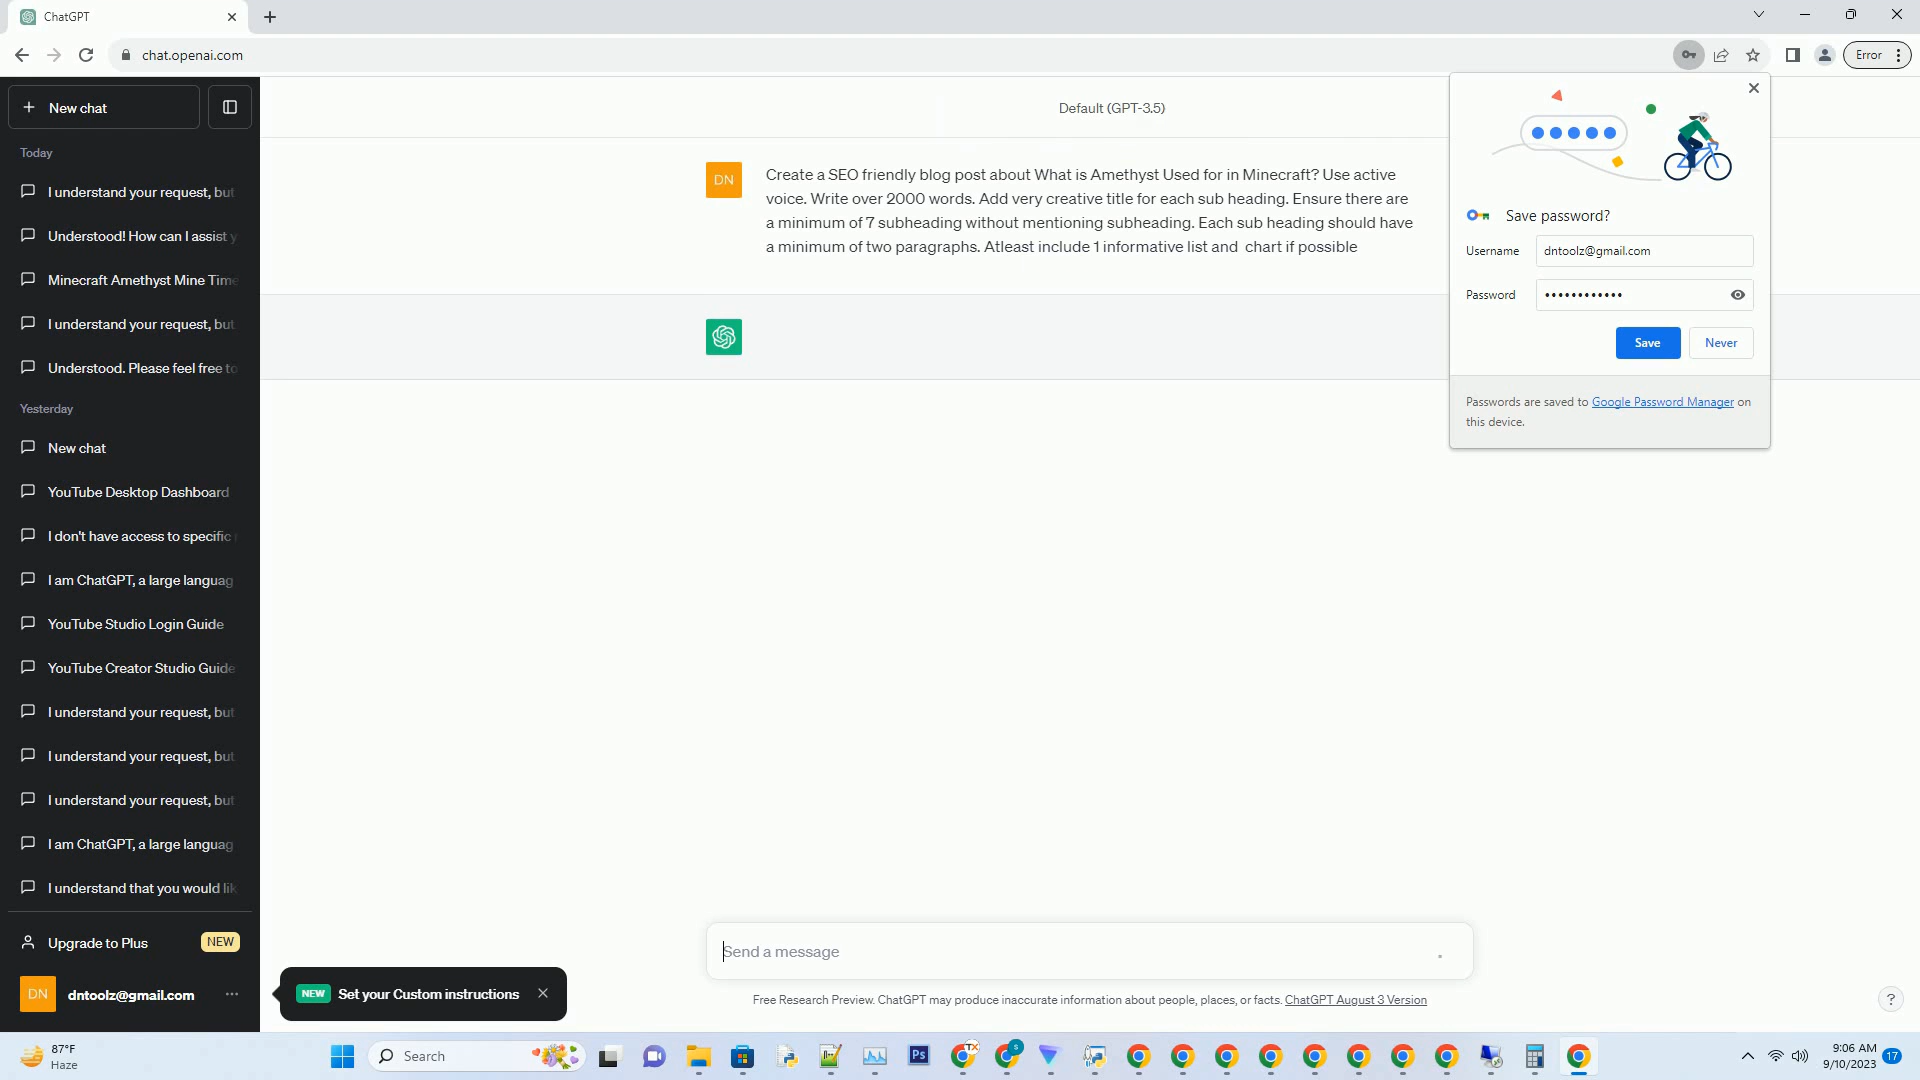 ChatGPT
chat.openai.com
Error
New chat
Default (GPT-3.5)
Today
I understand your request, but
Understood! How can I assist y
Minecraft Amethyst Mine Time
I understand your request, but
Understood. Please feel free to
Yesterday
New chat
YouTube Desktop Dashboard
I don't have access to specific
I am ChatGPT, a large languag
YouTube Studio Login Guide
YouTube Creator Studio Guide
I understand your request, but
I understand your request, but
I understand your request, but
I am ChatGPT, a large languag
I understand that you would lik
Upgrade to Plus NEW
DN dntoolz@gmail.com
NEW Set your Custom instructions
DN
Create a SEO friendly blog post about What is Amethyst Used for in Minecraft? Use active
voice. Write over 2000 words. Add very creative title for each sub heading. Ensure there are
a minimum of 7 subheading without mentioning subheading. Each sub heading should have
a minimum of two paragraphs. Atleast include 1 informative list and chart if possible
Save password?
Username dntoolz@gmail.com
Password ••••••••••••
Save Never
Passwords are saved to Google Password Manager on
this device.
Send a message
Free Research Preview. ChatGPT may produce inaccurate information about people, places, or facts. ChatGPT August 3 Version
?
87°F
Haze
Search
Ps
TX
S
9:06 AM
9/10/2023
17